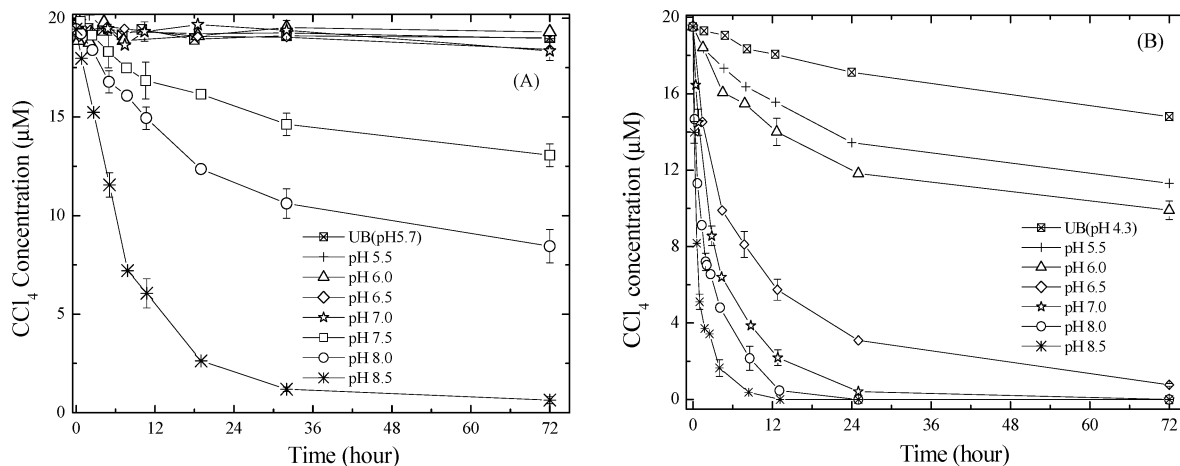 20
15
10
5
0
CCl4 Concentration (μM)
(A)
UB(pH5.7)
pH 5.5
pH 6.0
pH 6.5
pH 7.0
pH 7.5
pH 8.0
pH 8.5
0 12 24 36 48 60 72
Time (hour)
20
16
12
8
4
0
CCl4 concentration (μM)
(B)
UB(pH 4.3)
pH 5.5
pH 6.0
pH 6.5
pH 7.0
pH 8.0
pH 8.5
0 12 24 36 48 60 72
Time (hour)